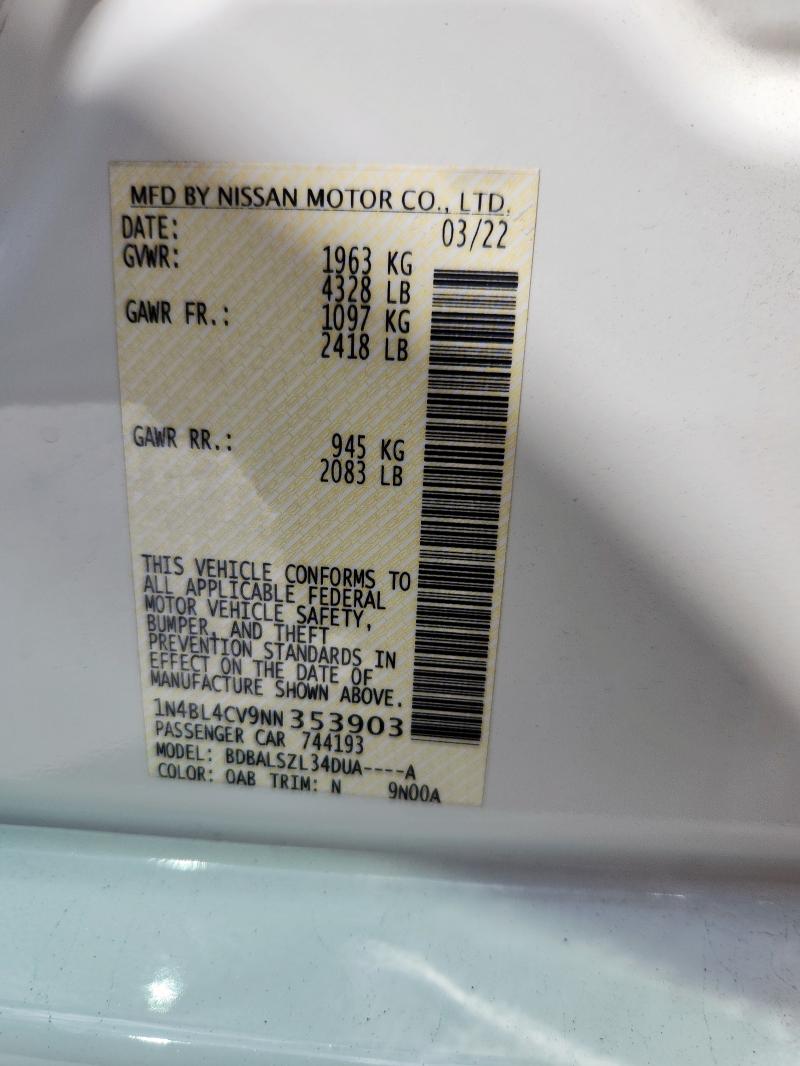 MFD BY NISSAN MOTOR CO., LTD.
DATE: 03/22
GVWR: 1963 KG
4328 LB
GAWR FR.: 1097 KG
2418 LB
GAWR RR.: 945 KG
2083 LB
THIS VEHICLE CONFORMS TO
ALL APPLICABLE FEDERAL
MOTOR VEHICLE SAFETY,
BUMPER, AND THEFT
PREVENTION STANDARDS IN
EFFECT ON THE DATE OF
MANUFACTURE SHOWN ABOVE.
1N4BL4CV9NN 353903
PASSENGER CAR 744193
MODEL: BDBALSZL34DUA----A
COLOR: QAB TRIM: N 9N00A